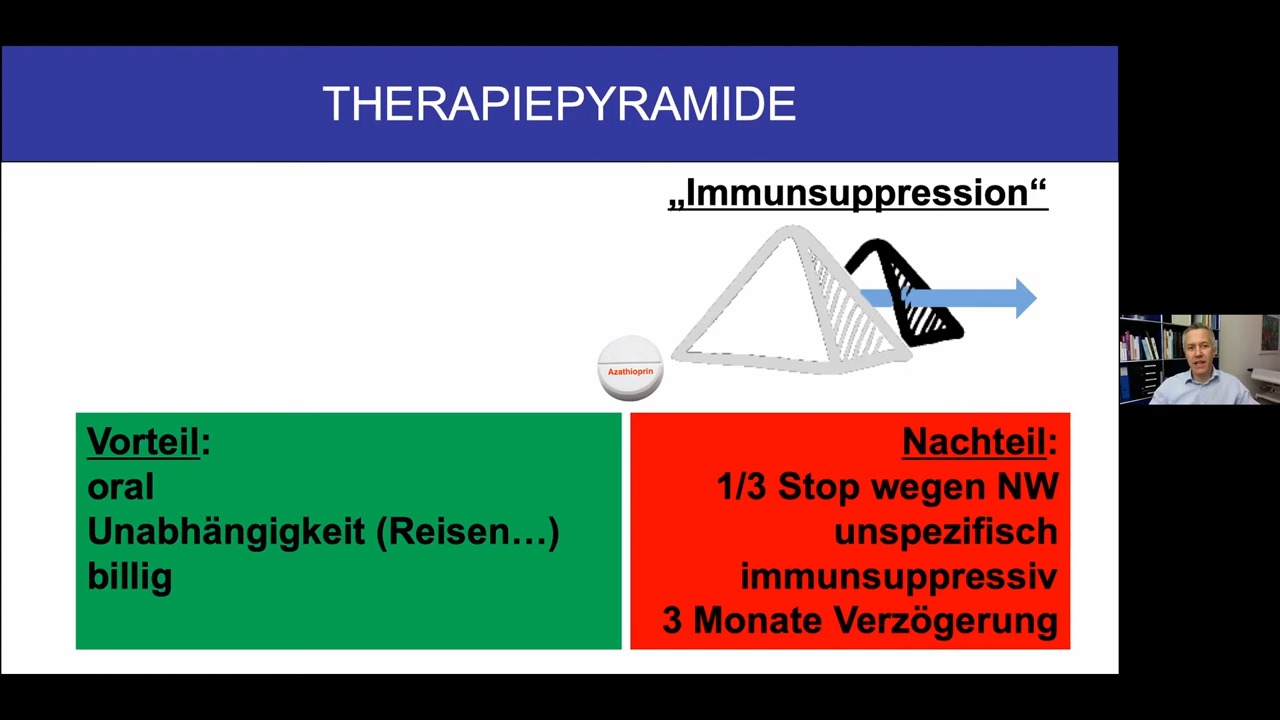 THERAPIEPYRAMIDE
„Immunsuppression“
Azathioprin
Vorteil:
oral
Unabhängigkeit (Reisen…)
billig
Nachteil:
1/3 Stop wegen NW
unspezifisch
immunsuppressiv
3 Monate Verzögerung